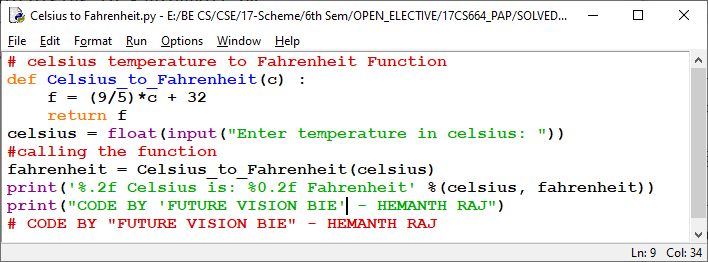 Celsius to Fahrenheit.py - E:/BE CS/CSE/17-Scheme/6th Sem/OPEN_ELECTIVE/17CS664_PAP/SOLVED...
File Edit Format Run Options Window Help
# celsius temperature to Fahrenheit Function
def Celsius_to_Fahrenheit(c) :
    f = (9/5)*c + 32
    return f
celsius = float(input("Enter temperature in celsius: "))
#calling the function
fahrenheit = Celsius_to_Fahrenheit(celsius)
print('%.2f Celsius is: %0.2f Fahrenheit' %(celsius, fahrenheit))
print("CODE BY 'FUTURE VISION BIE' - HEMANTH RAJ")
# CODE BY "FUTURE VISION BIE" - HEMANTH RAJ
Ln: 9 Col: 34